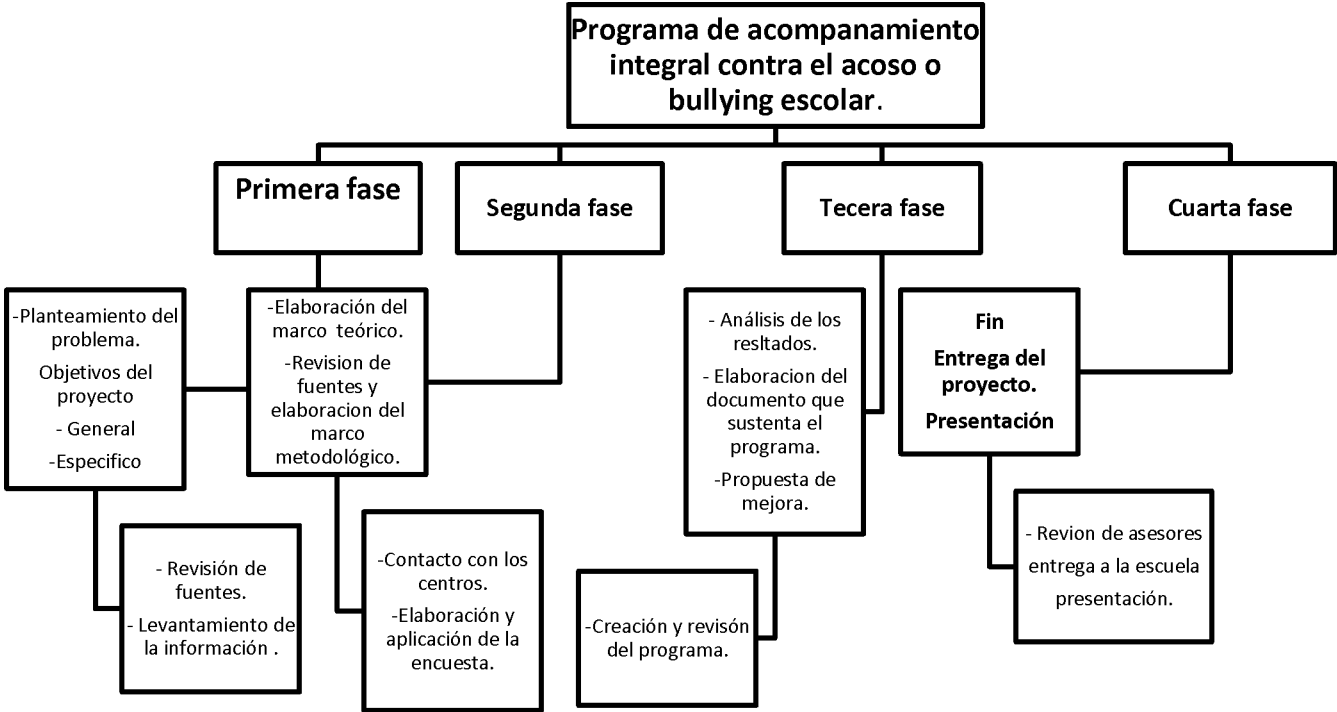 Programa de acompanamiento
integral contra el acoso o
bullying escolar.
Primera fase
Segunda fase
Tecera fase
Cuarta fase
-Planteamiento del
problema.
Objetivos del
proyecto
- General
-Especifico
-Elaboración del
marco teórico.
-Revision de
fuentes y
elaboracion del
marco
metodológico.
- Análisis de los
resltados.
- Elaboracion del
documento que
sustenta el
programa.
-Propuesta de
mejora.
Fin
Entrega del
proyecto.
Presentación
- Revisión de
fuentes.
- Levantamiento de
la información .
-Contacto con los
centros.
-Elaboración y
aplicación de la
encuesta.
-Creación y revisón
del programa.
- Revion de asesores
entrega a la escuela
presentación.